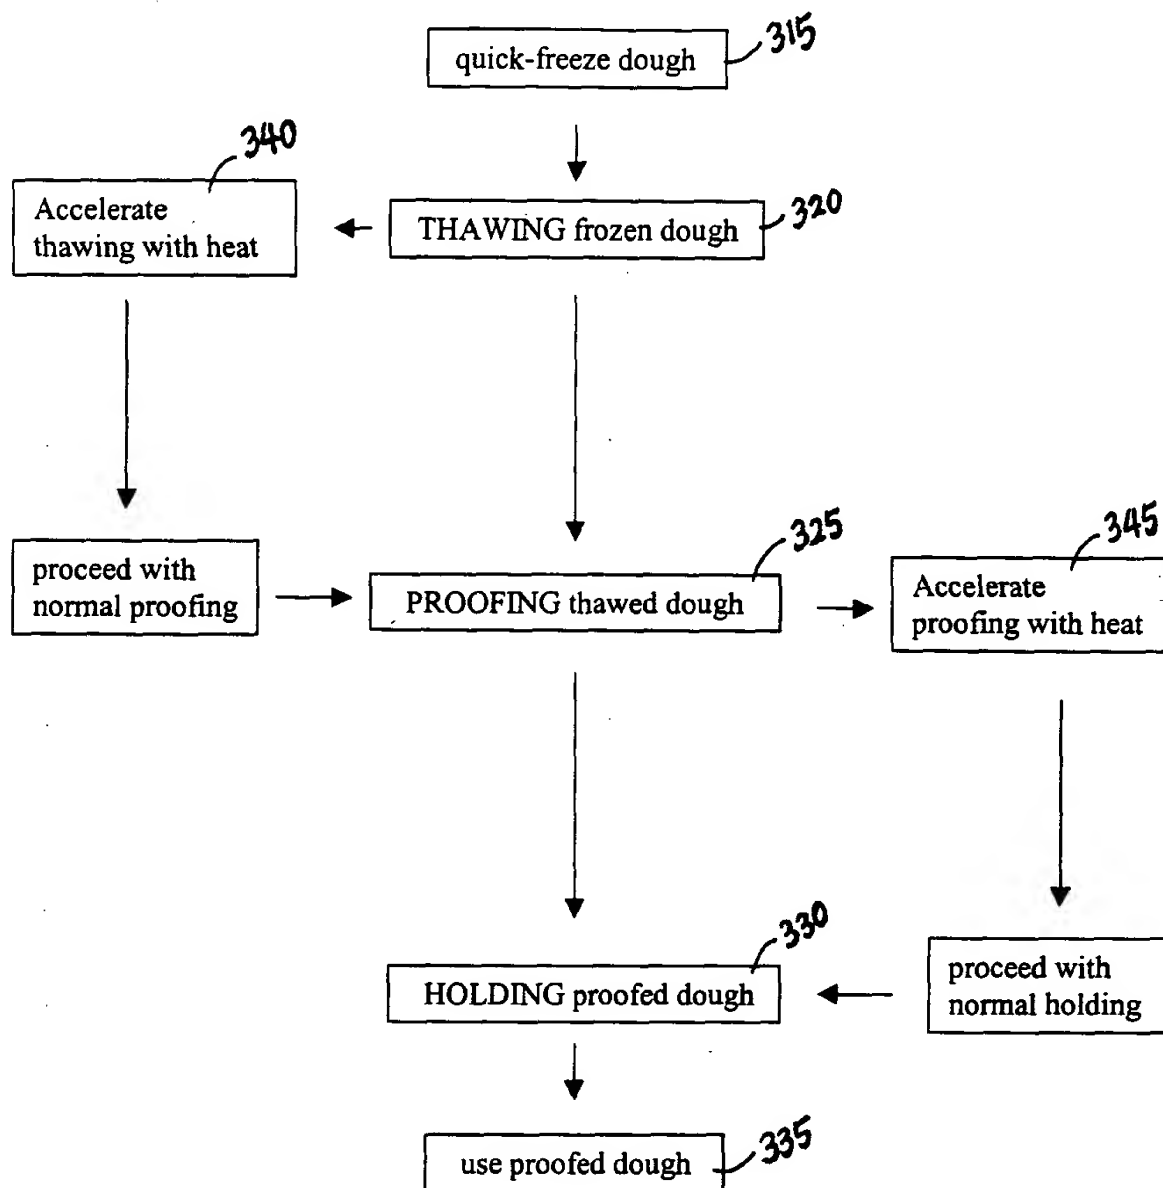 quick-freeze dough
315
340
Accelerate
thawing with heat
THAWING frozen dough
320
proceed with
normal proofing
PROOFING thawed dough
325
345
Accelerate
proofing with heat
HOLDING proofed dough
330
proceed with
normal holding
use proofed dough
335